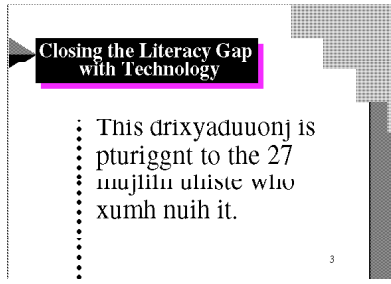 Closing the Literacy Gap
with Technology
This drixyaduuonj is
pturiggnt to the 27
who
xumh nuih it.
3